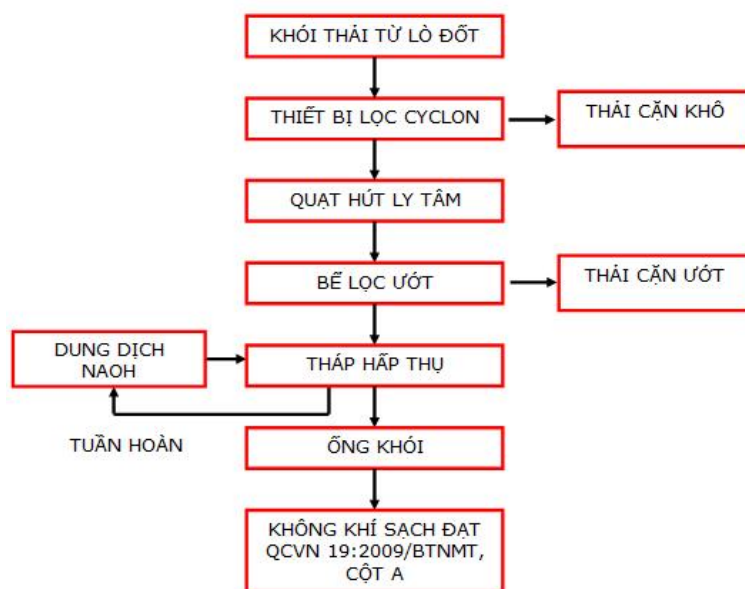 KHÓI THẢI TỪ LÒ ĐỐT
THIẾT BỊ LỌC CYCLON
THẢI CẶN KHÔ
QUẠT HÚT LY TÂM
BỂ LỌC ƯỚT
THẢI CẶN ƯỚT
DUNG DỊCH
NAOH
THÁP HẤP THỤ
TUẦN HOÀN
ỐNG KHÓI
KHÔNG KHÍ SẠCH ĐẠT
QCVN 19:2009/BTNMT,
CỘT A